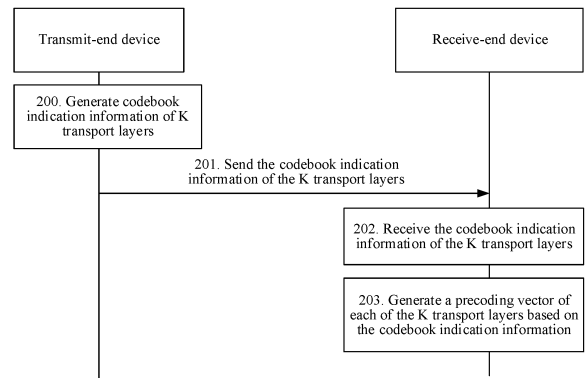 Transmit-end device
Receive-end device
200. Generate codebook
indication information of K
transport layers
201. Send the codebook indication
information of the K transport layers
202. Receive the codebook indication
information of the K transport layers
203. Generate a precoding vector of
each of the K transport layers based on
the codebook indication information